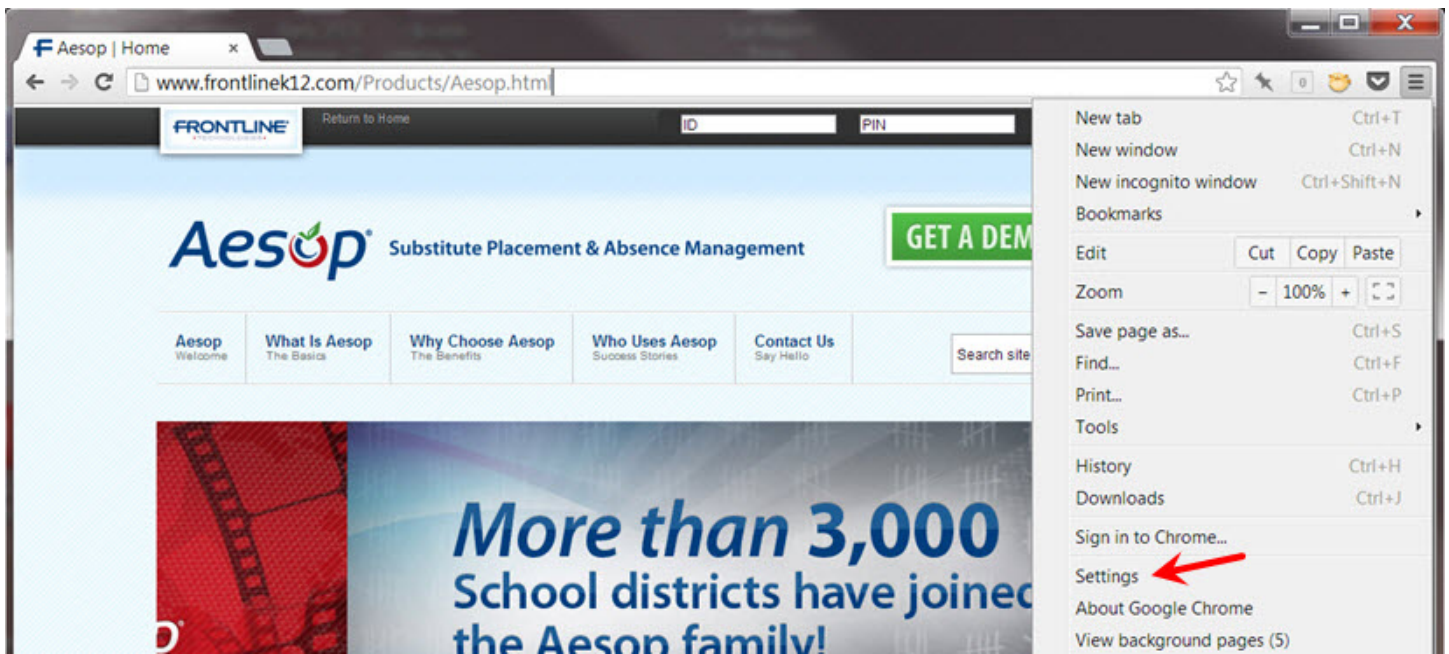 Aesop | Home
www.frontlinek12.com/Products/Aesop.html
FRONTLINE
Return to Home
ID
PIN
Aesop
Substitute Placement & Absence Management
GET A DEM
Aesop
Welcome
What Is Aesop
The Basics
Why Choose Aesop
The Benefits
Who Uses Aesop
Success Stories
Contact Us
Say Hello
Search site
More than 3,000
School districts have joined
the Aesop family!
New tab Ctrl+T
New window Ctrl+N
New incognito window Ctrl+Shift+N
Bookmarks
Edit Cut Copy Paste
Zoom - 100% +
Save page as... Ctrl+S
Find... Ctrl+F
Print... Ctrl+P
Tools
History Ctrl+H
Downloads Ctrl+J
Sign in to Chrome...
Settings
About Google Chrome
View background pages (5)